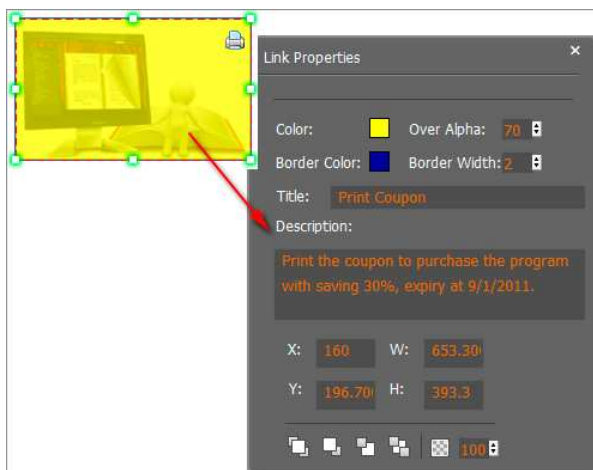 Link Properties
×
Color: Over Alpha: 70
Border Color: Border Width: 2
Title: Print Coupon
Description:
Print the coupon to purchase the program
with saving 30%, expiry at 9/1/2011.
X: 160 W: 653.30
Y: 196.70 H: 393.3
100